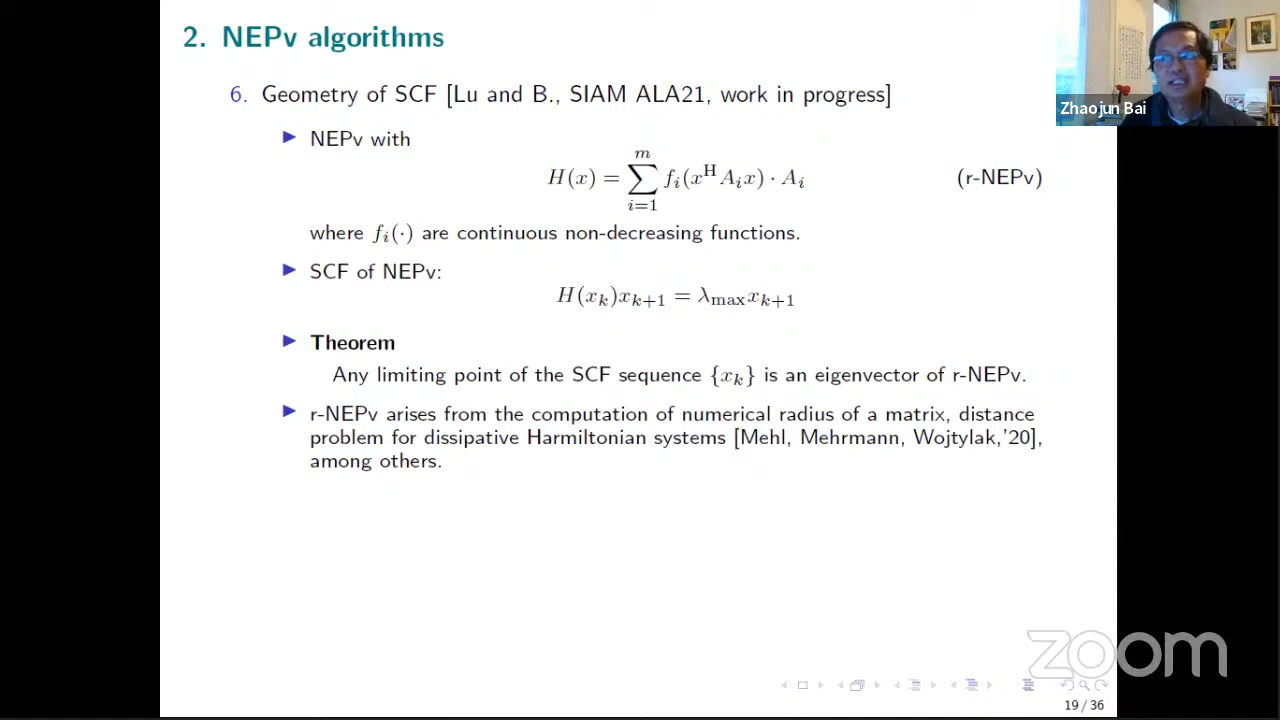 2. NEPv algorithms
6. Geometry of SCF [Lu and B., SIAM ALA21, work in progress]
▶ NEPv with
H(x) = ∑_{i=1}^{m} f_i(x^H A_i x) · A_i (r-NEPv)
where f_i(·) are continuous non-decreasing functions.
▶ SCF of NEPv:
H(x_k)x_{k+1} = λ_max x_{k+1}
▶ Theorem
Any limiting point of the SCF sequence {x_k} is an eigenvector of r-NEPv.
▶ r-NEPv arises from the computation of numerical radius of a matrix, distance
problem for dissipative Harmiltonian systems [Mehl, Mehrmann, Wojtylak,'20],
among others.
Zhaojun Bai
zoom
19 / 36